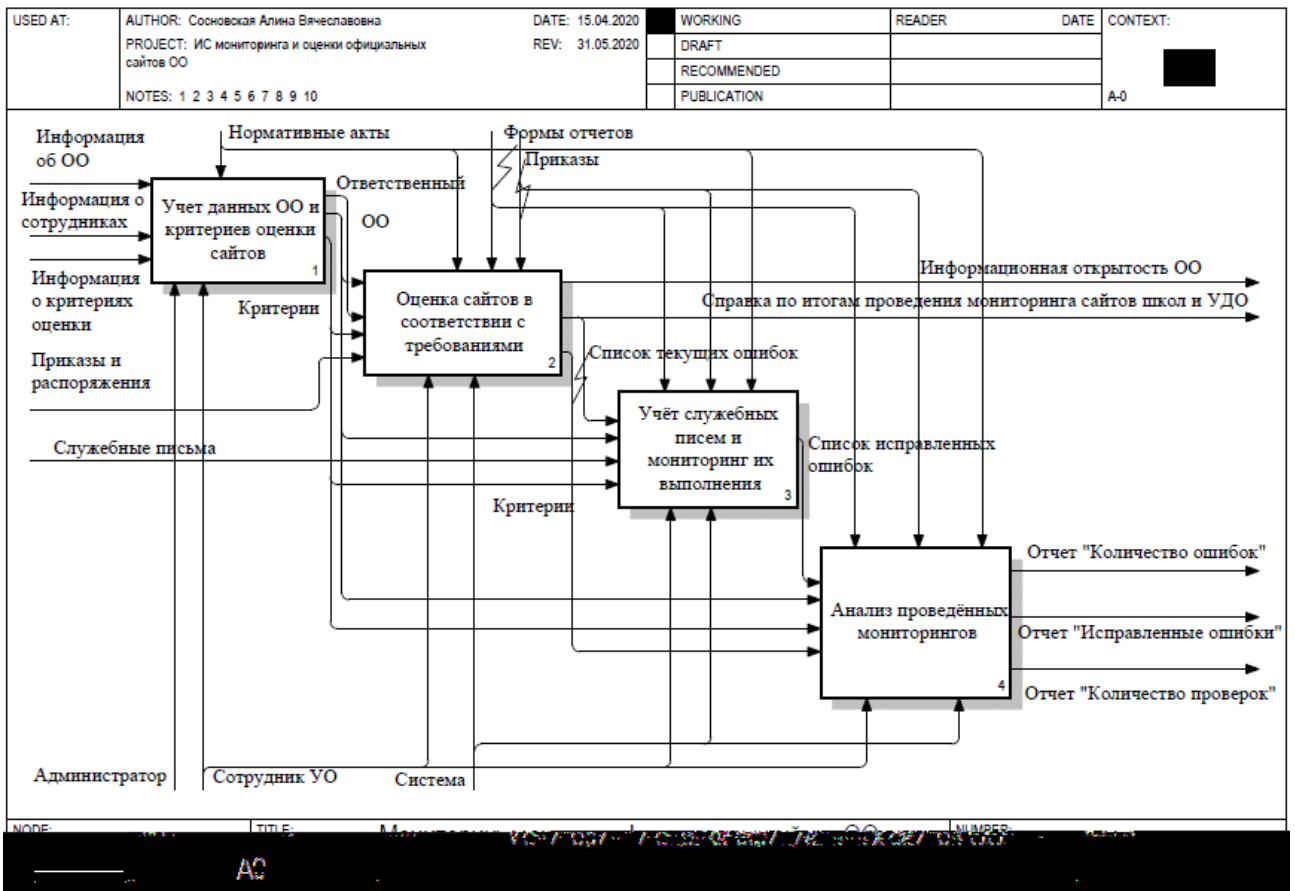 USED AT:
AUTHOR: Сосновская Алина Вячеславовна
DATE: 15.04.2020
PROJECT: ИС мониторинга и оценки официальных
сайтов ОО
REV: 31.05.2020
NOTES: 1 2 3 4 5 6 7 8 9 10
WORKING
DRAFT
RECOMMENDED
PUBLICATION
READER
DATE
CONTEXT:
A-0
Информация
об ОО
Нормативные акты
Формы отчетов
Приказы
Информация о
сотрудниках
Учет данных ОО и
критериев оценки
сайтов
1
Ответственный
ОО
Информация
о критериях
оценки
Критерии
Оценка сайтов в
соответствии с
требованиями
2
Информационная открытость ОО
Справка по итогам проведения мониторинга сайтов школ и УДО
Приказы и
распоряжения
Список текущих ошибок
Служебные письма
Учёт служебных
писем и
мониторинг их
выполнения
3
Список исправленных
ошибок
Критерии
Анализ проведённых
мониторингов
4
Отчет "Количество ошибок"
Отчет "Исправленные ошибки"
Отчет "Количество проверок"
Администратор
Сотрудник УО
Система
NODE:
TITLE:
NUMBER:
A0